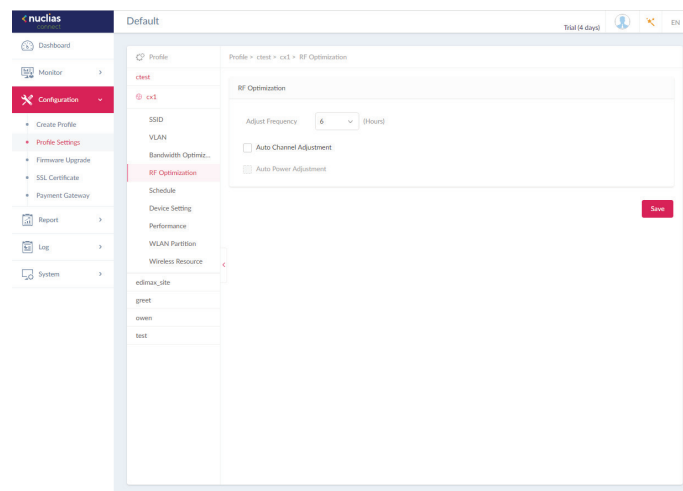 nuclias
connect
Default
Trial (4 days)
EN
Dashboard
Monitor
Configuration
Create Profile
Profile Settings
Firmware Upgrade
SSL Certificate
Payment Gateway
Report
Log
System
Profile
ctest
cx1
SSID
VLAN
Bandwidth Optimiz...
RF Optimization
Schedule
Device Setting
Performance
WLAN Partition
Wireless Resource
edimax_site
greet
owen
test
Profile > ctest > cx1 > RF Optimization
RF Optimization
Adjust Frequency 6 (Hours)
Auto Channel Adjustment
Auto Power Adjustment
Save